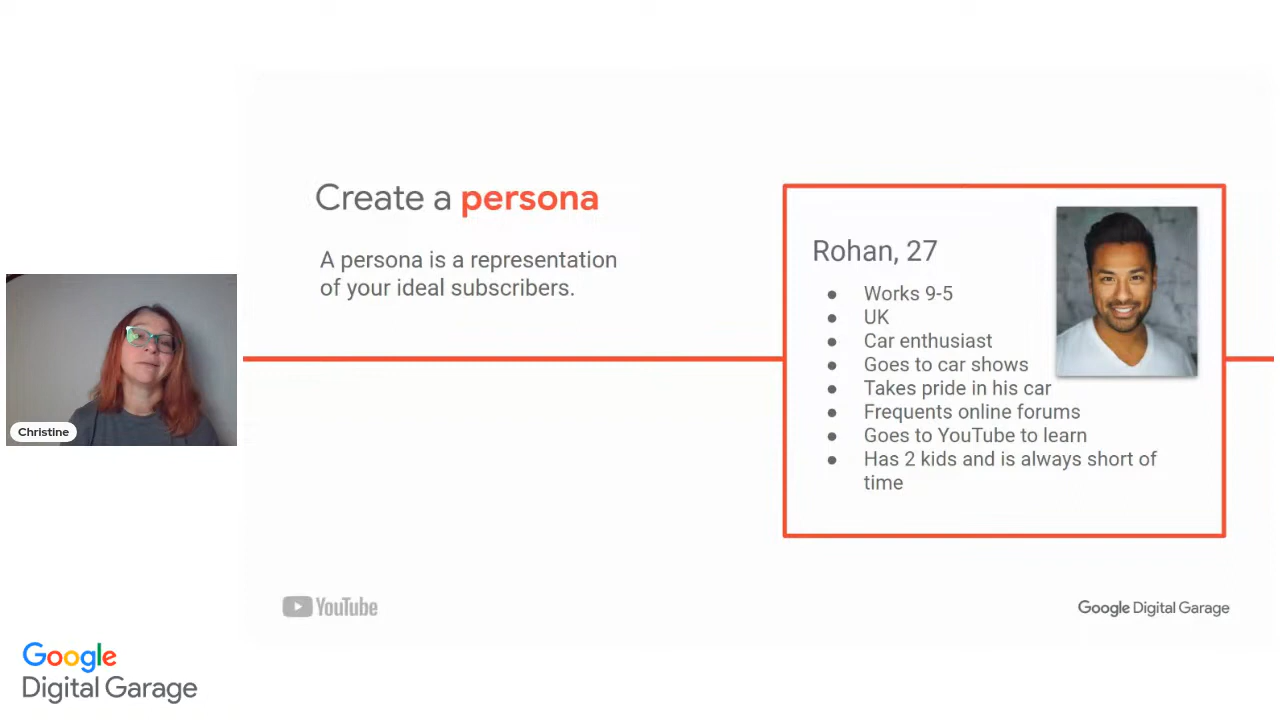 Create a persona
A persona is a representation
of your ideal subscribers.
Rohan, 27
● Works 9-5
● UK
● Car enthusiast
● Goes to car shows
● Takes pride in his car
● Frequents online forums
● Goes to YouTube to learn
● Has 2 kids and is always short of
time
Christine
YouTube
Google Digital Garage
Google
Digital Garage